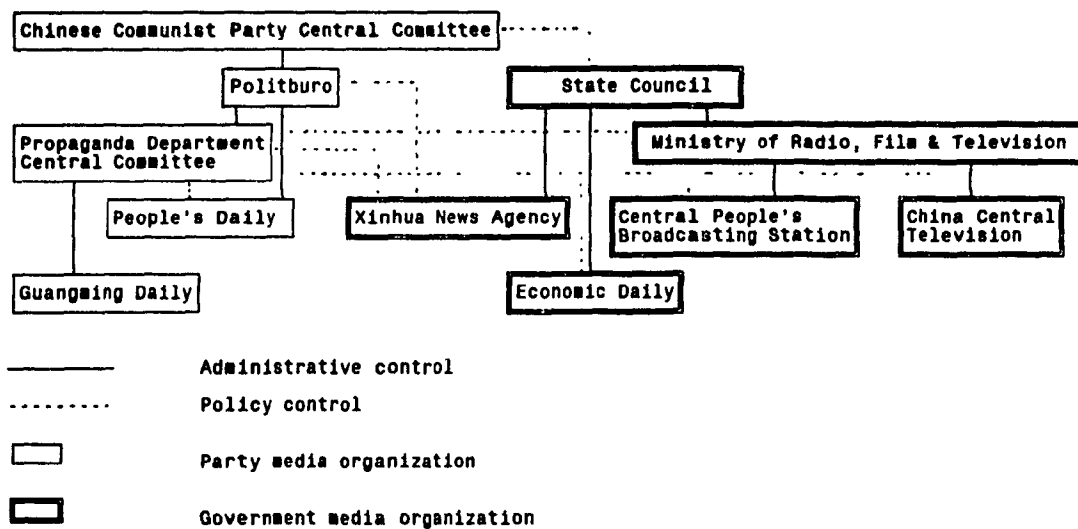 Chinese Communist Party Central Committee
Politburo
State Council
Propaganda Department
Central Committee
Ministry of Radio, Film & Television
People's Daily
Xinhua News Agency
Central People's
Broadcasting Station
China Central
Television
Guangming Daily
Economic Daily
Administrative control
Policy control
Party media organization
Government media organization